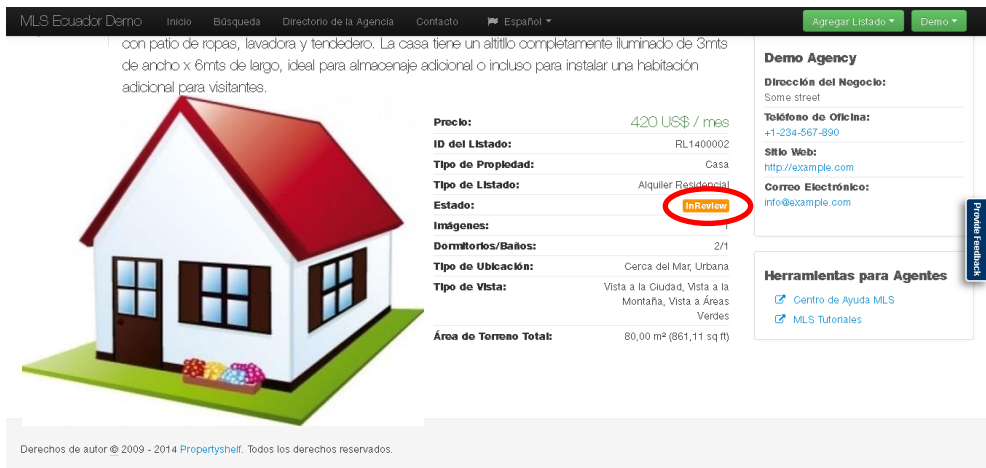 MLS Ecuador Demo Inicio Búsqueda Directorio de la Agencia Contacto Español Agregar Listado Demo
con patio de ropas, lavadora y tendedero. La casa tiene un altitllo completamente iluminado de 3mts
de ancho x 6mts de largo, ideal para almacenaje adicional o incluso para instalar una habitación
adicional para visitantes.
Precio: 420 US$ / mes
ID del Listado: RL1400002
Tipo de Propiedad: Casa
Tipo de Listado: Alquiler Residencial
Estado: InReview
Imágenes: 1
Dormitorios/Baños: 2/1
Tipo de Ubicación: Cerca del Mar, Urbana
Tipo de Vista: Vista a la Ciudad, Vista a la
Montaña, Vista a Áreas
Verdes
Área de Terreno Total: 80,00 m² (861,11 sq ft)
Demo Agency
Dirección del Negocio:
Some street
Teléfono de Oficina:
+1-234-567-890
Sitio Web:
http://example.com
Correo Electrónico:
info@example.com
Provide Feedback
Herramientas para Agentes
Centro de Ayuda MLS
MLS Tutoriales
Derechos de autor © 2009 - 2014 Propertyshelf. Todos los derechos reservados.